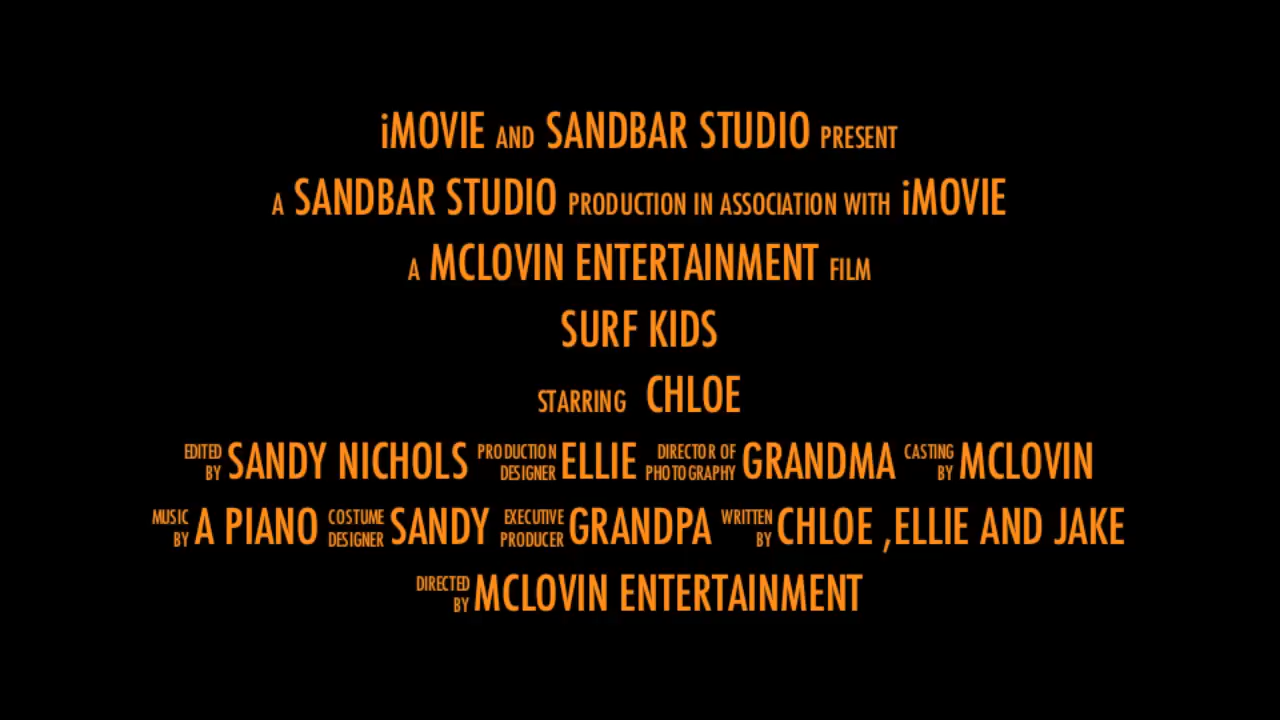 iMOVIE AND SANDBAR STUDIO PRESENT
A SANDBAR STUDIO PRODUCTION IN ASSOCIATION WITH iMOVIE
A MCLOVIN ENTERTAINMENT FILM
SURF KIDS
STARRING CHLOE
EDITED BY SANDY NICHOLS PRODUCTION DESIGNER ELLIE DIRECTOR OF PHOTOGRAPHY GRANDMA CASTING BY MCLOVIN
MUSIC BY A PIANO COSTUME DESIGNER SANDY EXECUTIVE PRODUCER GRANDPA WRITTEN BY CHLOE ,ELLIE AND JAKE
DIRECTED BY MCLOVIN ENTERTAINMENT